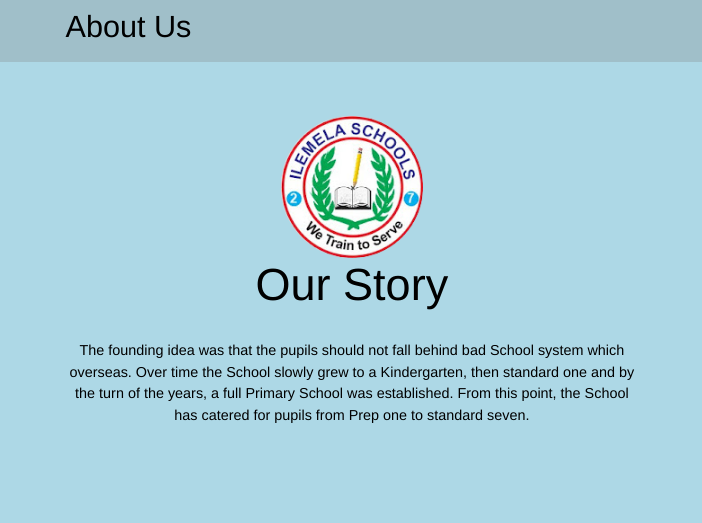 About Us
ILEMELA SCHOOLS
2 7
We Train to Serve
Our Story
The founding idea was that the pupils should not fall behind bad School system which
overseas. Over time the School slowly grew to a Kindergarten, then standard one and by
the turn of the years, a full Primary School was established. From this point, the School
has catered for pupils from Prep one to standard seven.